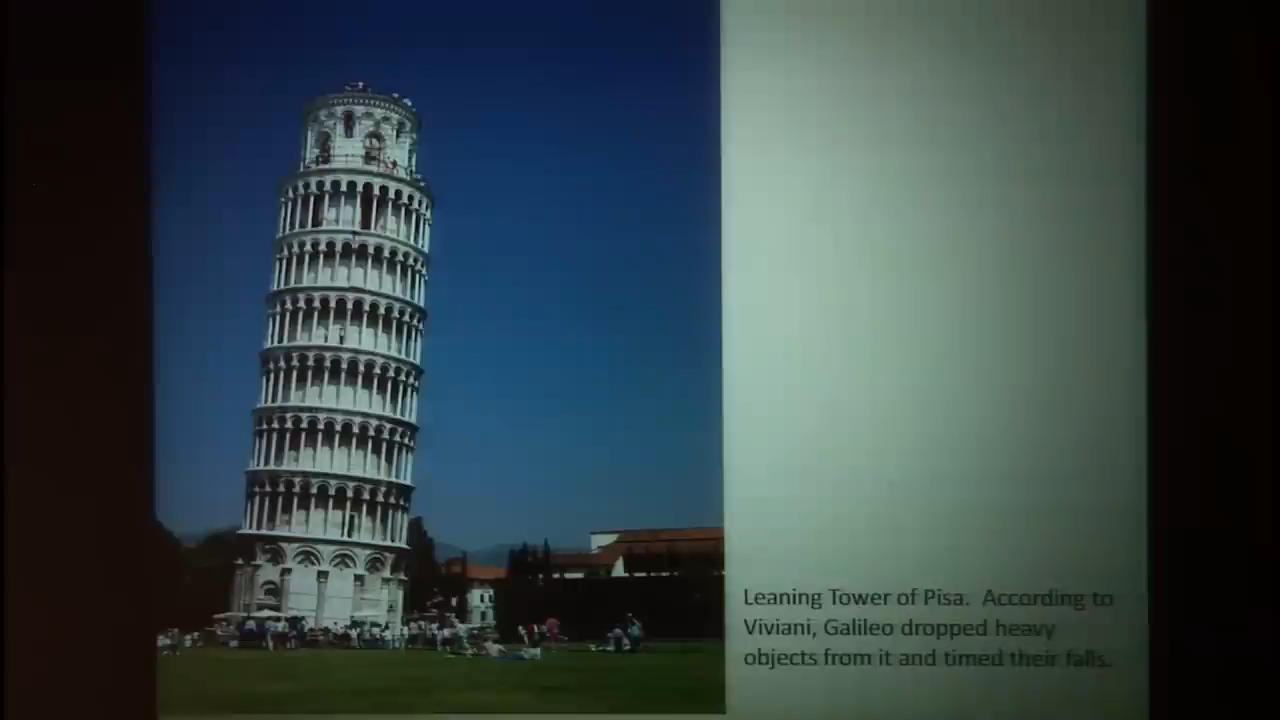 Leaning Tower of Pisa.  According to
Viviani, Galileo dropped heavy
objects from it and timed their falls.